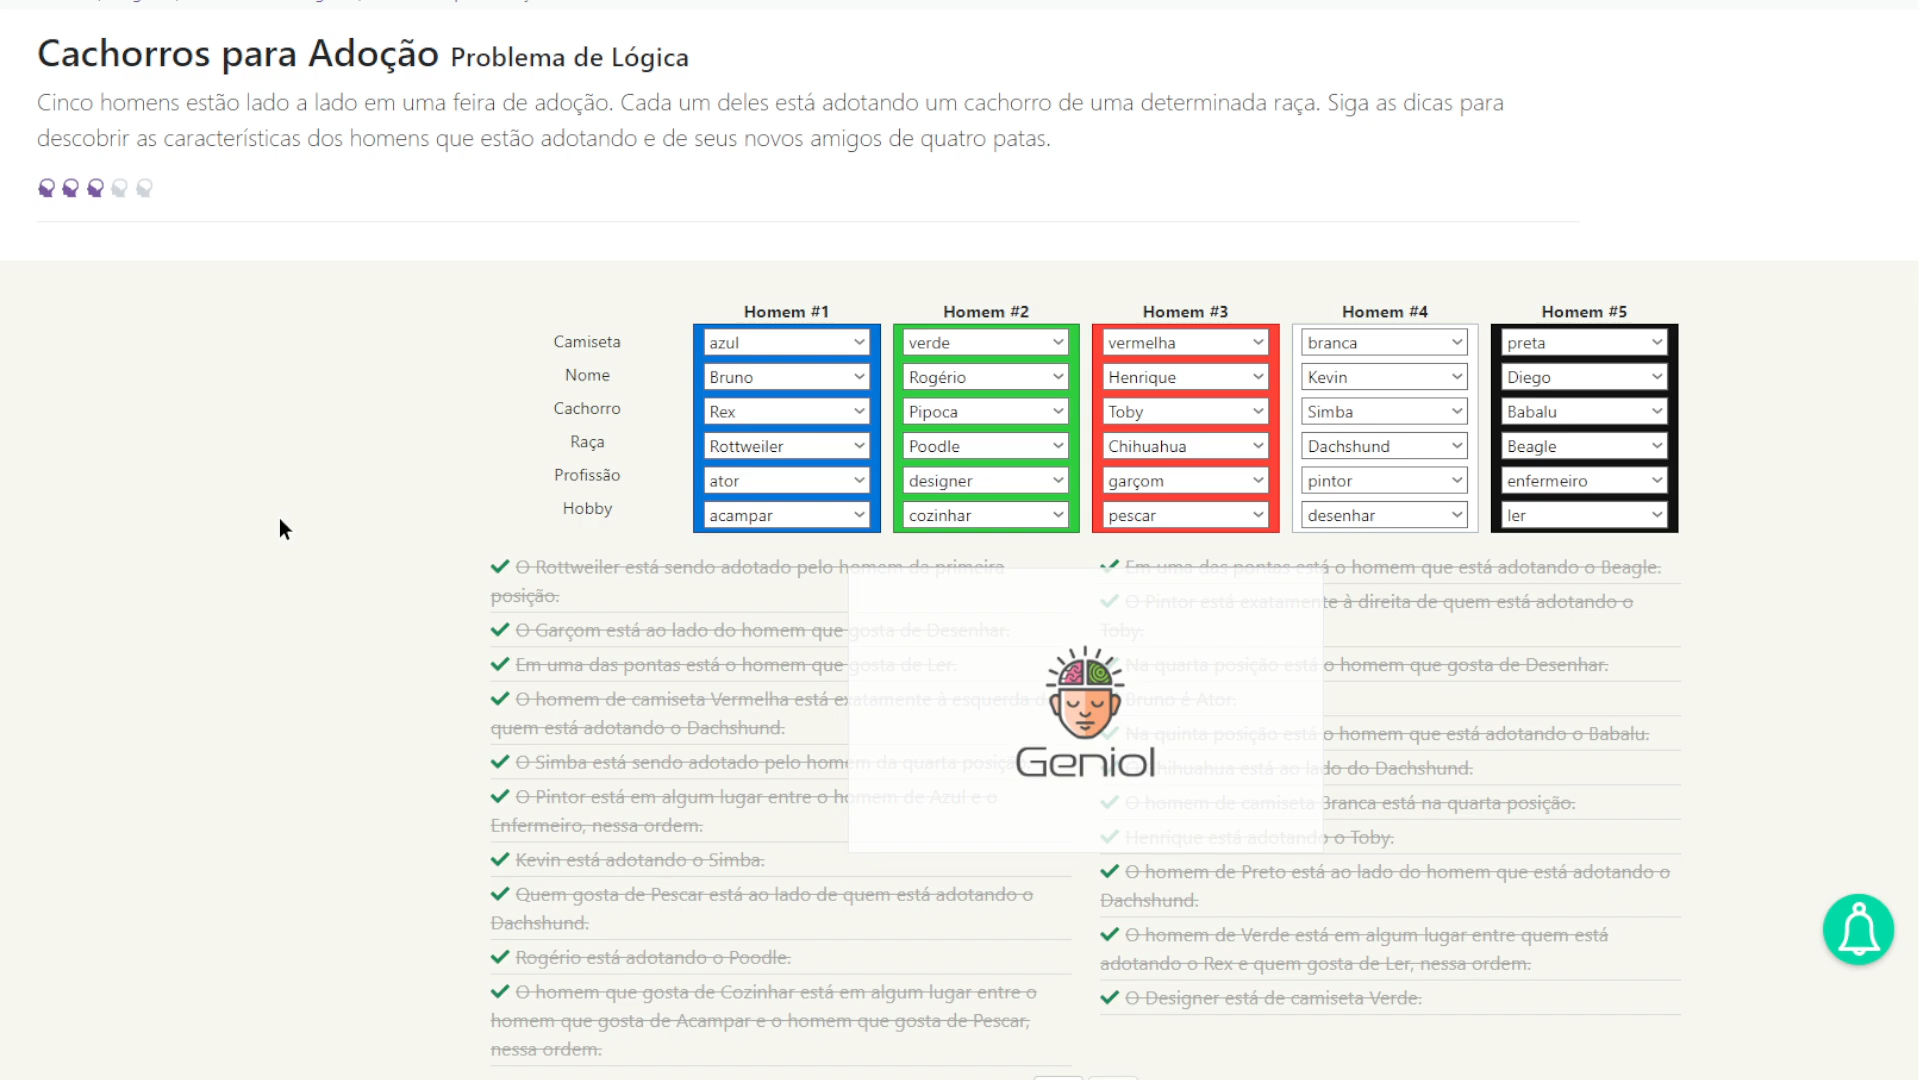 Cachorros para Adoção Problema de Lógica
Cinco homens estão lado a lado em uma feira de adoção. Cada um deles está adotando um cachorro de uma determinada raça. Siga as dicas para
descobrir as características dos homens que estão adotando e de seus novos amigos de quatro patas.
Homem #1 Homem #2 Homem #3 Homem #4 Homem #5
Camiseta azul verde vermelha branca preta
Nome Bruno Rogério Henrique Kevin Diego
Cachorro Rex Pipoca Toby Simba Babalu
Raça Rottweiler Poodle Chihuahua Dachshund Beagle
Profissão ator designer garçom pintor enfermeiro
Hobby acampar cozinhar pescar desenhar ler
O Rottweiler está sendo adotado pelo homem da primeira
posição.
O Garçom está ao lado do homem que gosta de Desenhar.
Em uma das pontas está o homem que gosta de Ler.
O homem de camiseta Vermelha está exatamente à esquerda de
quem está adotando o Dachshund.
O Simba está sendo adotado pelo homem da quarta posição.
O Pintor está em algum lugar entre o homem de Azul e o
Enfermeiro, nessa ordem.
Kevin está adotando o Simba.
Quem gosta de Pescar está ao lado de quem está adotando o
Dachshund.
Rogério está adotando o Poodle.
O homem que gosta de Cozinhar está em algum lugar entre o
homem que gosta de Acampar e o homem que gosta de Pescar,
nessa ordem.
Em uma das pontas está o homem que está adotando o Beagle.
O Pintor está exatamente à direita de quem está adotando o
Toby.
Na quarta posição está o homem que gosta de Desenhar.
Bruno é Ator.
Na quinta posição está o homem que está adotando o Babalu.
Chihuahua está ao lado do Dachshund.
O homem de camiseta Branca está na quarta posição.
Henrique está adotando o Toby.
O homem de Preto está ao lado do homem que está adotando o
Dachshund.
O homem de Verde está em algum lugar entre quem está
adotando o Rex e quem gosta de Ler, nessa ordem.
O Designer está de camiseta Verde.
Geniol